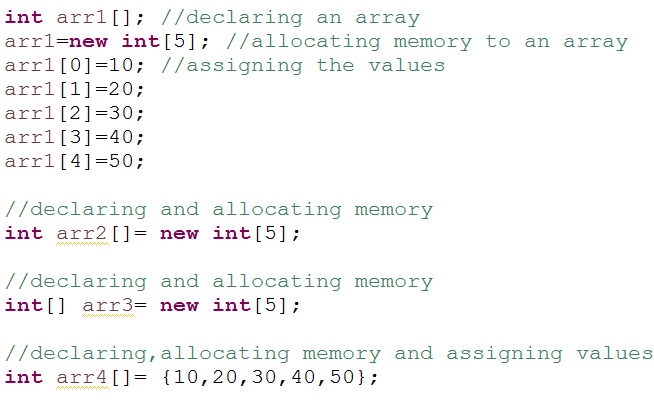 int arr1[]; //declaring an array
arr1=new int[5]; //allocating memory to an array
arr1[0]=10; //assigning the values
arr1[1]=20;
arr1[2]=30;
arr1[3]=40;
arr1[4]=50;
//declaring and allocating memory
int arr2[]= new int[5];
//declaring and allocating memory
int[] arr3= new int[5];
//declaring,allocating memory and assigning values
int arr4[]= {10,20,30,40,50};